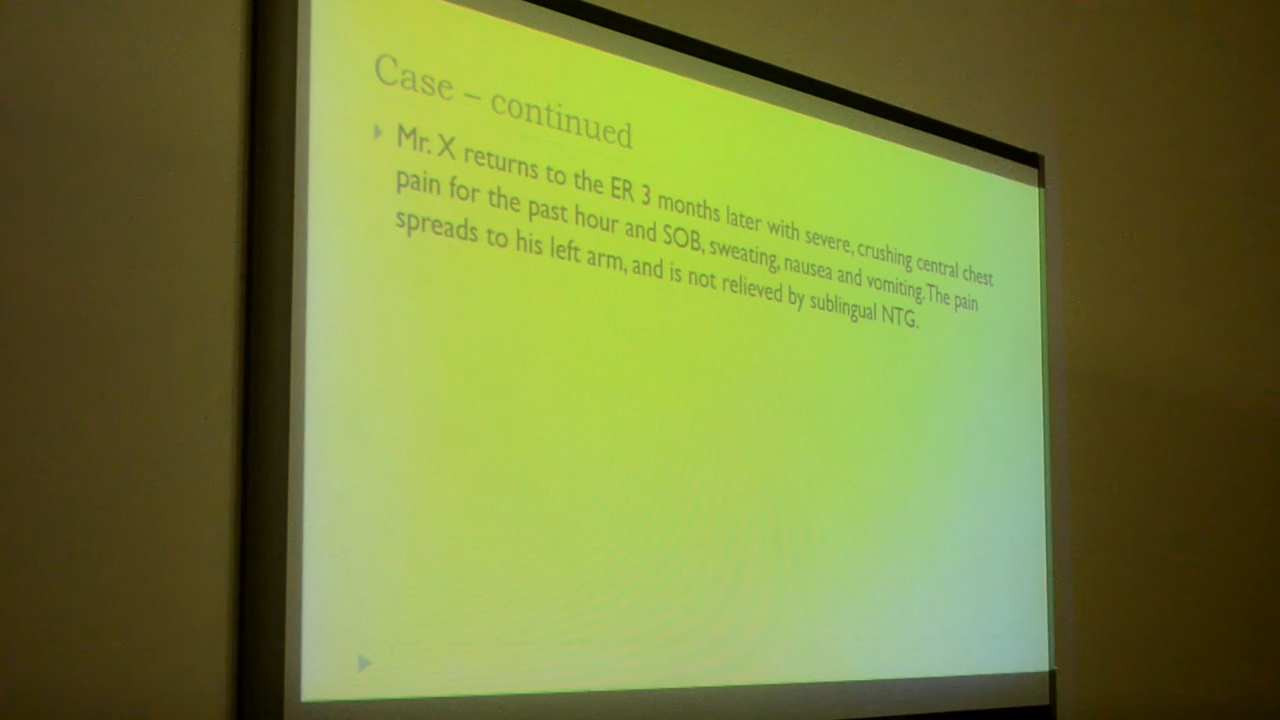 Case – continued
Mr. X returns to the ER 3 months later with severe, crushing central chest
pain for the past hour and SOB, sweating, nausea and vomiting. The pain
spreads to his left arm, and is not relieved by sublingual NTG.